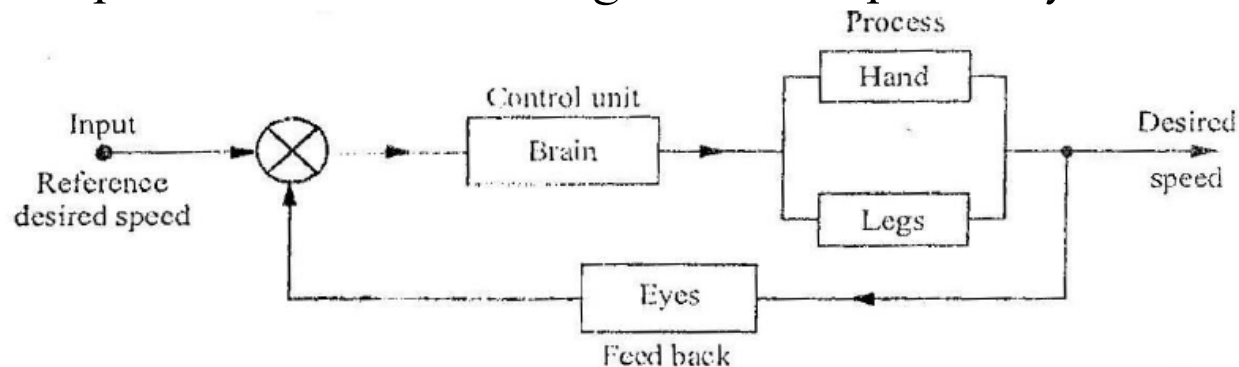 Process
Hand
Control unit
Input
Brain
Desired
Reference
speed
desired speed
Legs
Eyes
Feed back